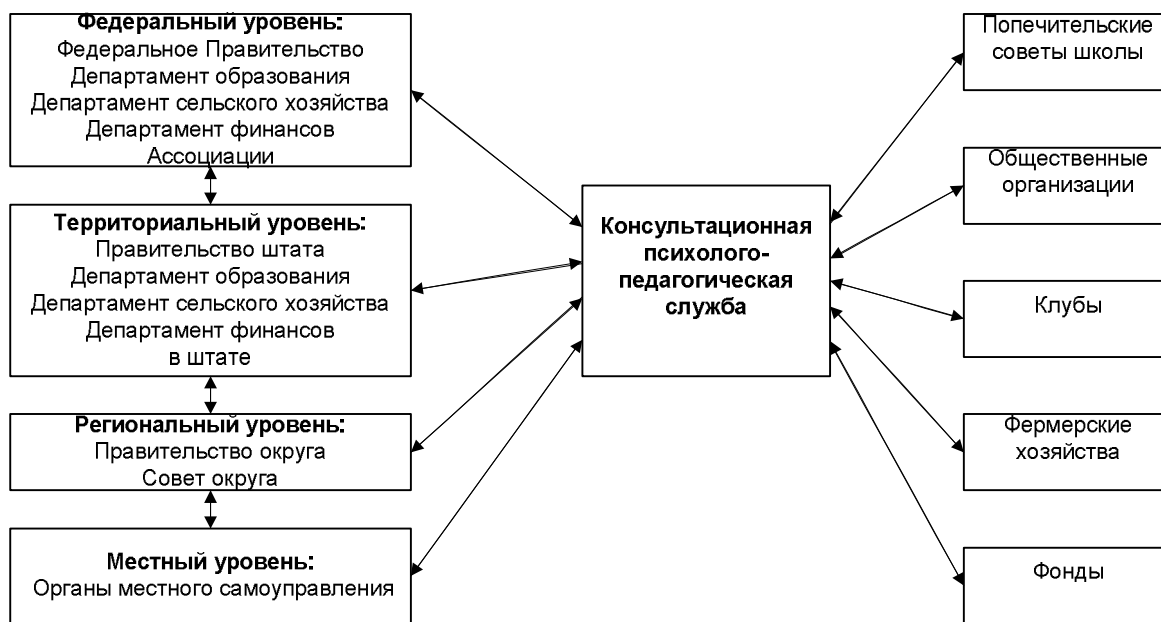 Федеральный уровень:
Федеральное Правительство
Департамент образования
Департамент сельского хозяйства
Департамент финансов
Ассоциации
Территориальный уровень:
Правительство штата
Департамент образования
Департамент сельского хозяйства
Департамент финансов
в штате
Региональный уровень:
Правительство округа
Совет округа
Местный уровень:
Органы местного самоуправления
Консультационная
психолого-
педагогическая
служба
Попечительские
советы школы
Общественные
организации
Клубы
Фермерские
хозяйства
Фонды